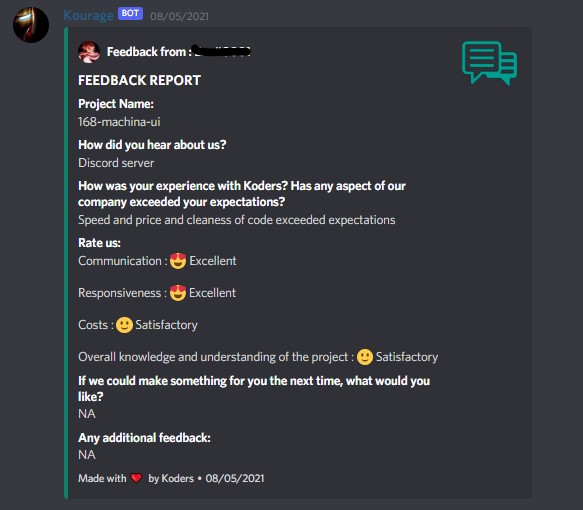 Kourage BOT 08/05/2021
Feedback from :
FEEDBACK REPORT
Project Name:
168-machina-ui
How did you hear about us?
Discord server
How was your experience with Koders? Has any aspect of our
company exceeded your expectations?
Speed and price and cleaness of code exceeded expectations
Rate us:
Communication : 😍 Excellent
Responsiveness : 😍 Excellent
Costs : 🙂 Satisfactory
Overall knowledge and understanding of the project : 🙂 Satisfactory
If we could make something for you the next time, what would you
like?
NA
Any additional feedback:
NA
Made with ❤️ by Koders • 08/05/2021